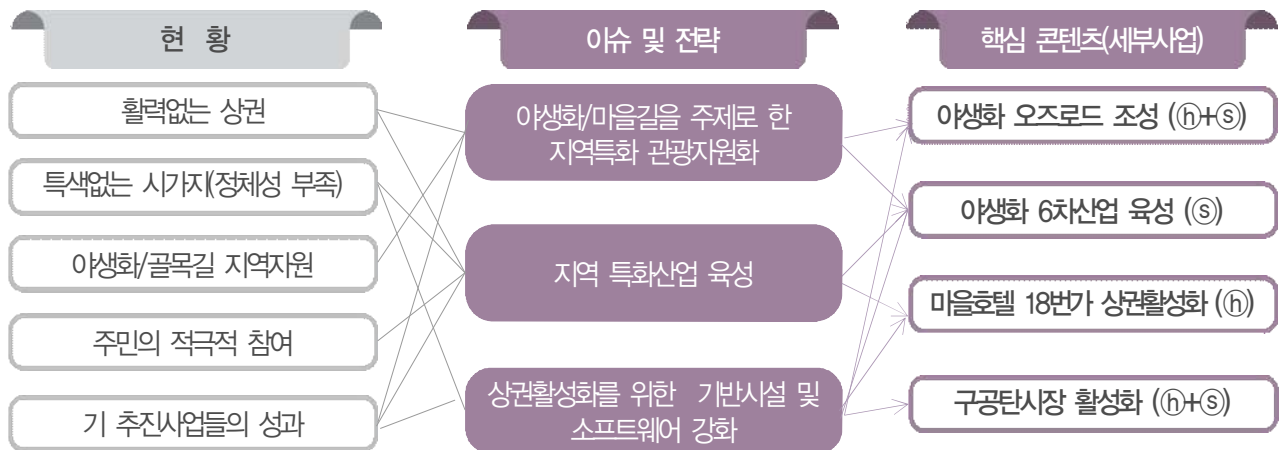 현 황
이슈 및 전략
핵심 콘텐츠(세부사업)
활력없는 상권
특색없는 시가지(정체성 부족)
야생화/골목길 지역자원
주민의 적극적 참여
기 추진사업들의 성과
야생화/마을길을 주제로 한
지역특화 관광자원화
지역 특화산업 육성
상권활성화를 위한 기반시설 및
소프트웨어 강화
야생화 오즈로드 조성 (ⓗ+ⓢ)
야생화 6차산업 육성 (ⓢ)
마을호텔 18번가 상권활성화 (ⓗ)
구공탄시장 활성화 (ⓗ+ⓢ)